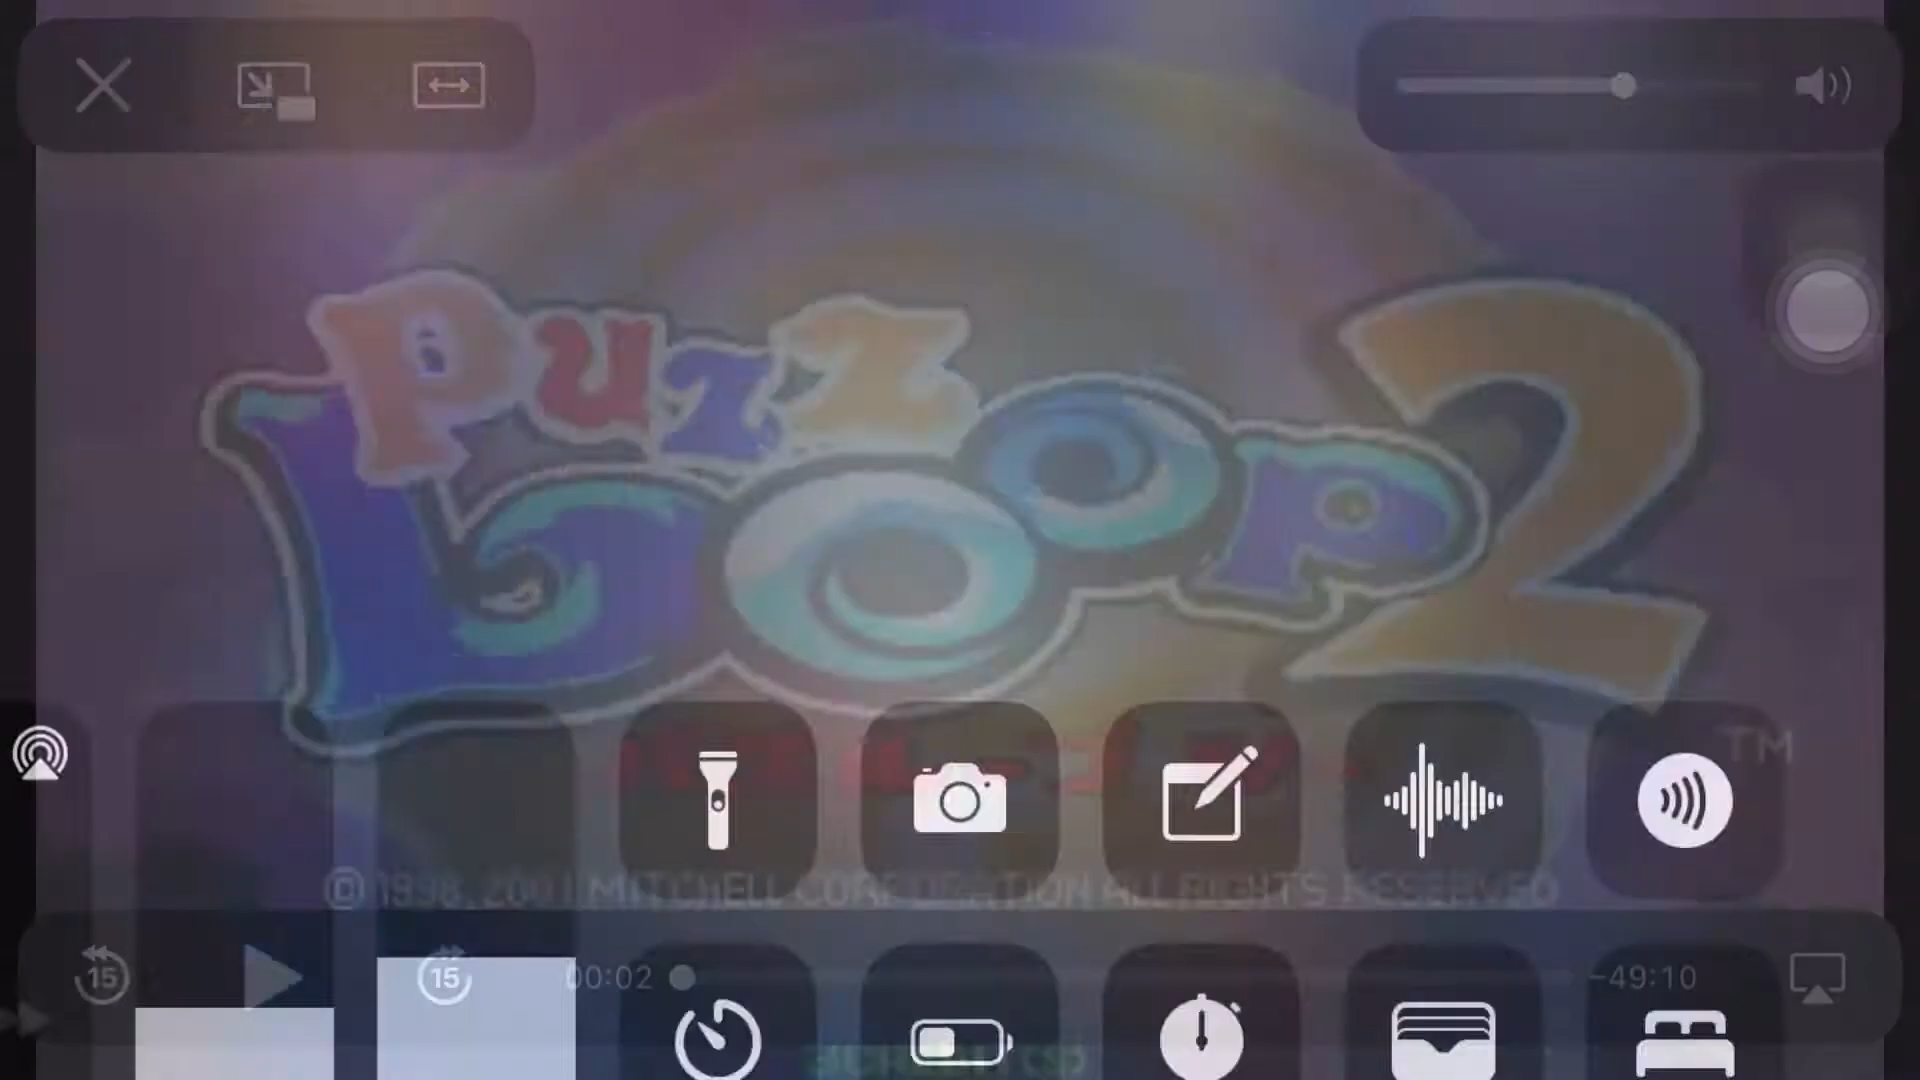 Puzz
Loop 2
TM
© 1998, 2001 MITCHELL CORPORATION ALL RIGHTS RESERVED
15
15
00:02
-49:10